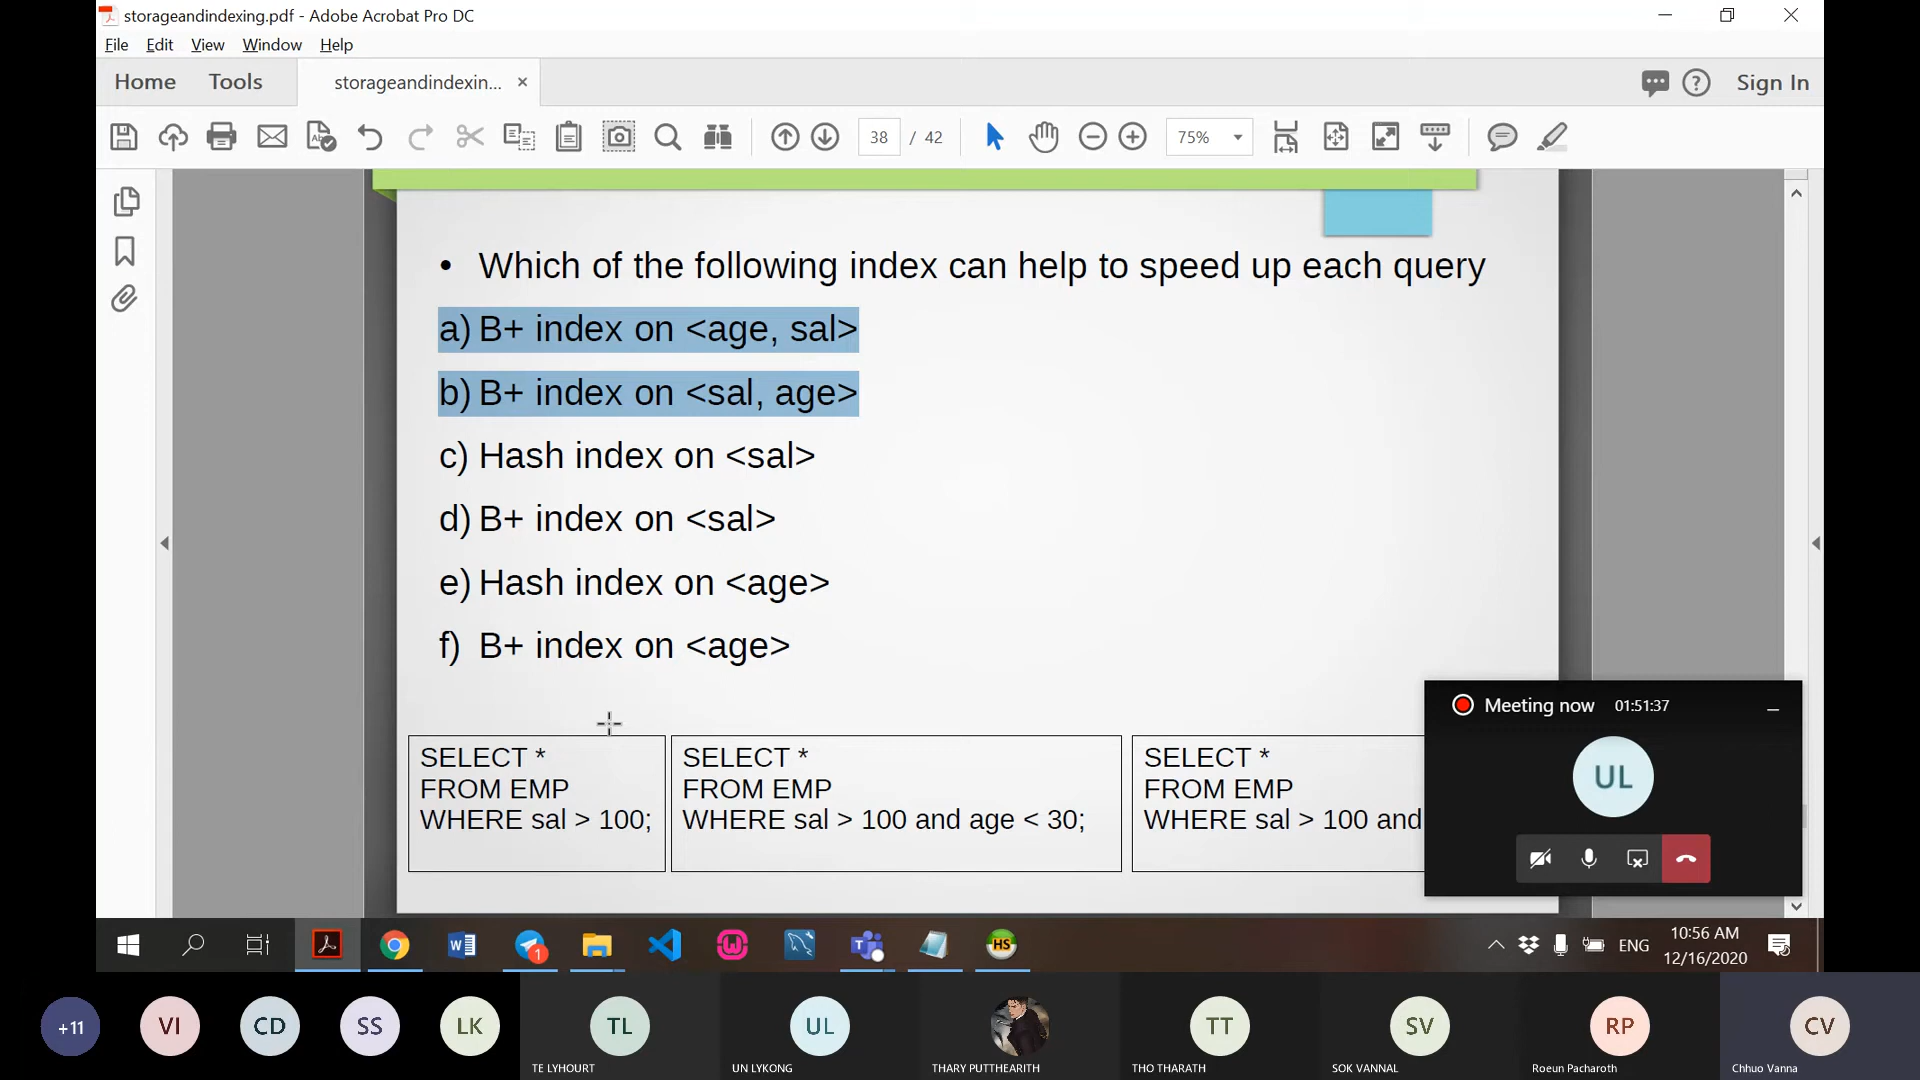 storageandindexing.pdf - Adobe Acrobat Pro DC
File Edit View Window Help
Home Tools storageandindexin... Sign In
38 / 42 75%
• Which of the following index can help to speed up each query
a) B+ index on <age, sal>
b) B+ index on <sal, age>
c) Hash index on <sal>
d) B+ index on <sal>
e) Hash index on <age>
f) B+ index on <age>
SELECT *
FROM EMP
WHERE sal > 100;
SELECT *
FROM EMP
WHERE sal > 100 and age < 30;
SELECT *
FROM EMP
WHERE sal > 100 and
Meeting now 01:51:37
UL
1
HS
ENG
10:56 AM
12/16/2020
+11 VI CD SS LK TL UL TT SV RP CV
TE LYHOURT UN LYKONG THARY PUTTHEARITH THO THARATH SOK VANNAL Roeun Pacharoth Chhuo Vanna